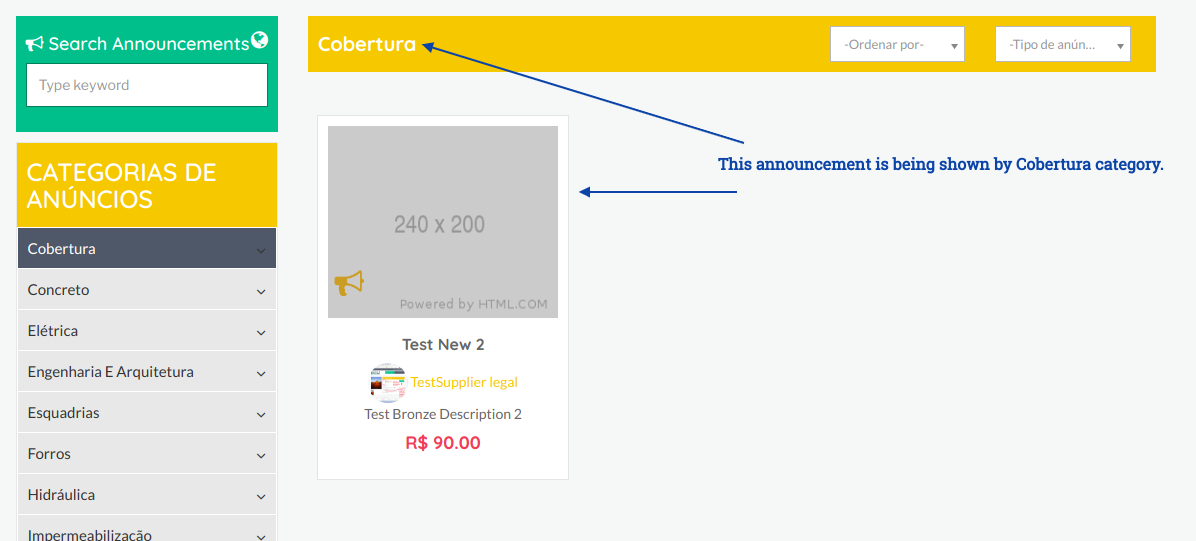 Search Announcements
Type keyword
CATEGORIAS DE
ANÚNCIOS
Cobertura
Concreto
Elétrica
Engenharia E Arquitetura
Esquadrias
Forros
Hidráulica
Impermeabilização
Cobertura
-Ordenar por-
-Tipo de anún...
This announcement is being shown by Cobertura category.
240 x 200
Powered by HTML.COM
Test New 2
TestSupplier legal
Test Bronze Description 2
R$ 90.00